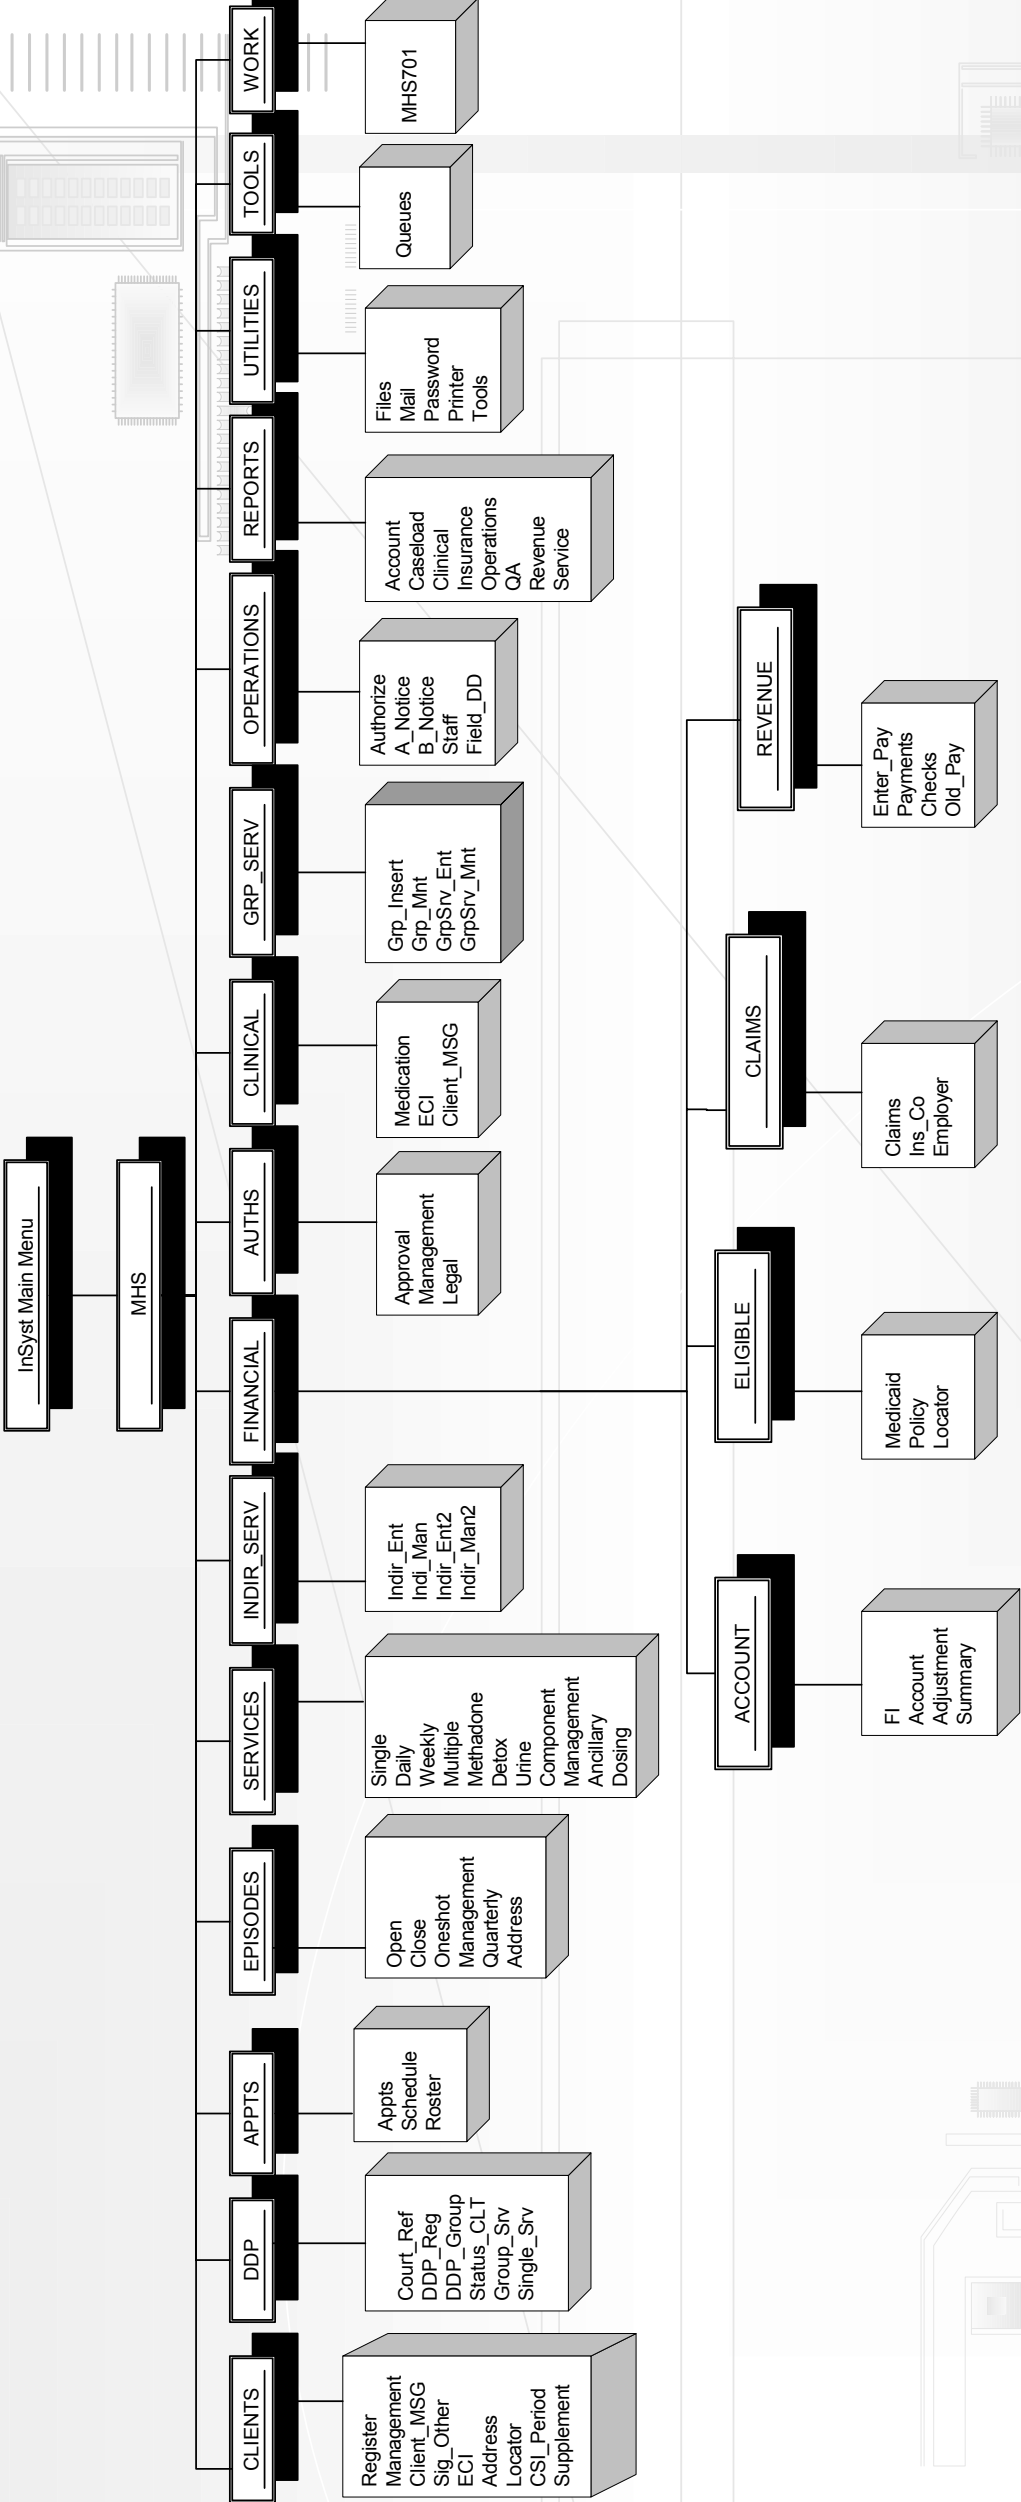 InSyst Main Menu
MHS
CLIENTS
DDP
APPTS
EPISODES
SERVICES
INDIR_SERV
FINANCIAL
AUTHS
CLINICAL
GRP_SERV
OPERATIONS
REPORTS
UTILITIES
TOOLS
WORK
Register
Management
Client_MSG
Sig_Other
ECI
Address
Locator
CSI_Period
Supplement
Court_Ref
DDP_Reg
DDP_Group
Status_CLT
Group_Srv
Single_Srv
Appts
Schedule
Roster
Open
Close
Oneshot
Management
Quarterly
Address
Single
Daily
Weekly
Multiple
Methadone
Detox
Urine
Component
Management
Ancillary
Dosing
Indir_Ent
Indi_Man
Indir_Ent2
Indir_Man2
Approval
Management
Legal
Medication
ECI
Client_MSG
Grp_Insert
Grp_Mnt
GrpSrv_Ent
GrpSrv_Mnt
Authorize
A_Notice
B_Notice
Staff
Field_DD
Account
Caseload
Clinical
Insurance
Operations
QA
Revenue
Service
Files
Mail
Password
Printer
Tools
Queues
MHS701
ACCOUNT
ELIGIBLE
CLAIMS
REVENUE
FI
Account
Adjustment
Summary
Medicaid
Policy
Locator
Claims
Ins_Co
Employer
Enter_Pay
Payments
Checks
Old_Pay